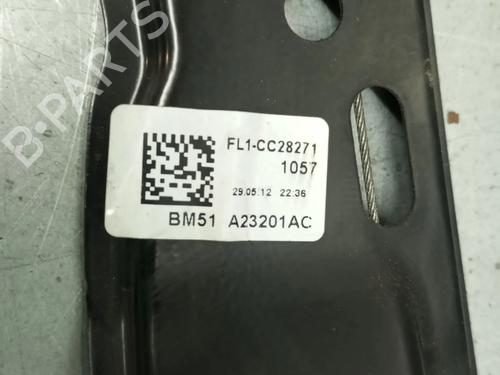 B-PARTS
FL1-CC28271
1057
29.05.12 22:36
BM51 A23201AC